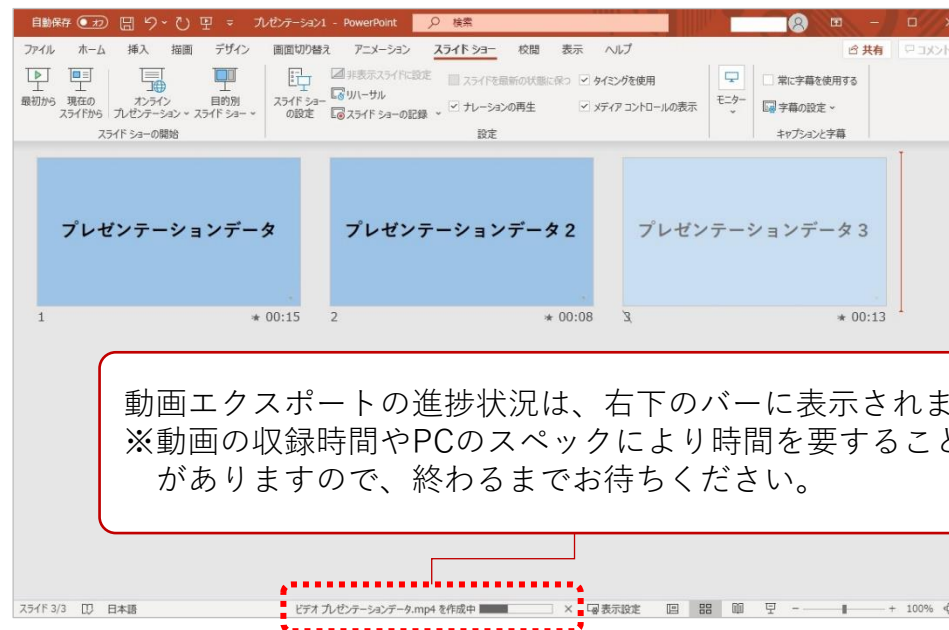 自動保存 オフ プレゼンテーション1 - PowerPoint 検索
ファイル ホーム 挿入 描画 デザイン 画面切り替え アニメーション スライド ショー 校閲 表示 ヘルプ 共有 コメント
最初から
現在の
スライドから
オンライン
プレゼンテーション
目的別
スライド ショー
スライド ショーの開始
スライド ショー
の設定
非表示スライドに設定
リハーサル
スライド ショーの記録
スライドを最新の状態に保つ
ナレーションの再生
タイミングを使用
メディア コントロールの表示
設定
モニター
常に字幕を使用する
字幕の設定
キャプションと字幕
プレゼンテーションデータ
プレゼンテーションデータ2
プレゼンテーションデータ3
1 00:15
2 00:08
3 00:13
動画エクスポートの進捗状況は、右下のバーに表示されま
※動画の収録時間やPCのスペックにより時間を要すること
がありますので、終わるまでお待ちください。
スライド 3/3 日本語 ビデオ プレゼンテーションデータ.mp4 を作成中 表示設定 100%